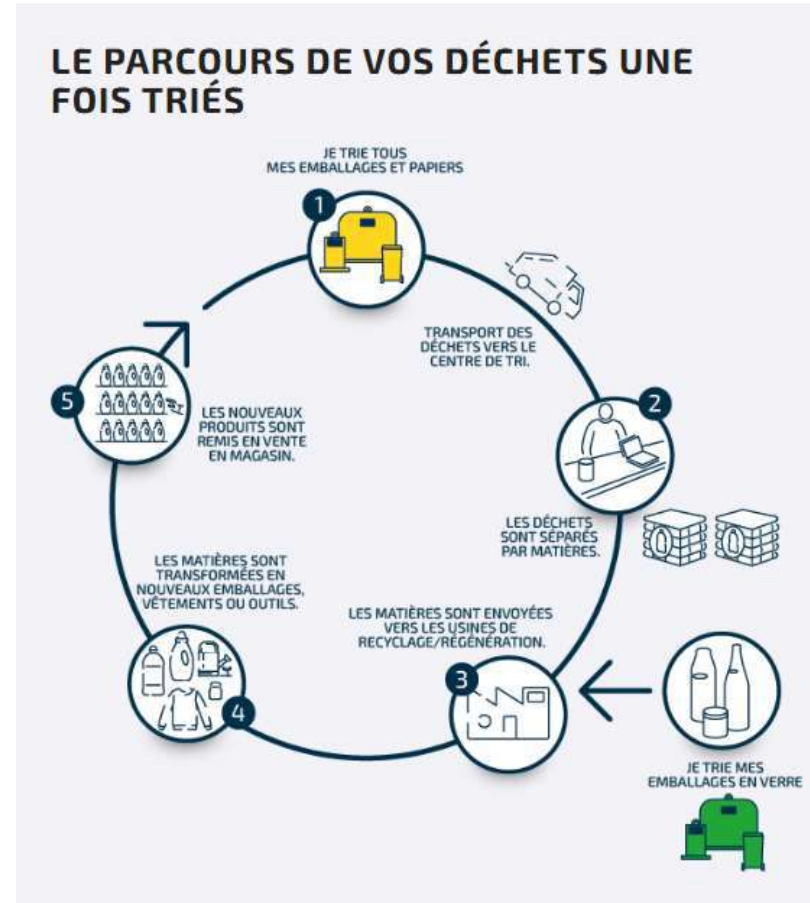 LE PARCOURS DE VOS DÉCHETS UNE
FOIS TRIÉS
JE TRIE TOUS
MES EMBALLAGES ET PAPIERS
1
TRANSPORT DES
DÉCHETS VERS LE
CENTRE DE TRI.
2
LES DÉCHETS
SONT SÉPARÉS
PAR MATIÈRES.
LES MATIÈRES SONT ENVOYÉES
VERS LES USINES DE
RECYCLAGE/RÉGÉNÉRATION.
3
JE TRIE MES
EMBALLAGES EN VERRE
LES MATIÈRES SONT
TRANSFORMÉES EN
NOUVEAUX EMBALLAGES,
VÊTEMENTS OU OUTILS.
4
5
LES NOUVEAUX
PRODUITS SONT
REMIS EN VENTE
EN MAGASIN.